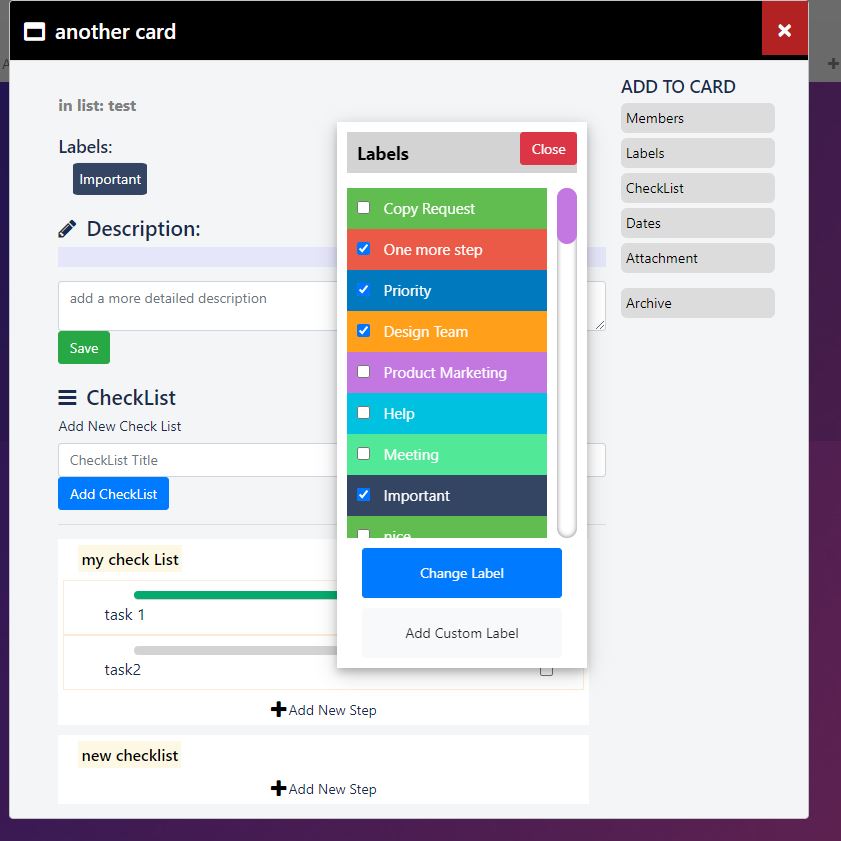 another card
in list: test
Labels:
Important
Description:
add a more detailed description
Save
CheckList
Add New Check List
CheckList Title
Add CheckList
my check List
task 1
task2
Add New Step
new checklist
Add New Step
Labels
Close
Copy Request
One more step
Priority
Design Team
Product Marketing
Help
Meeting
Important
nice
Change Label
Add Custom Label
ADD TO CARD
Members
Labels
CheckList
Dates
Attachment
Archive